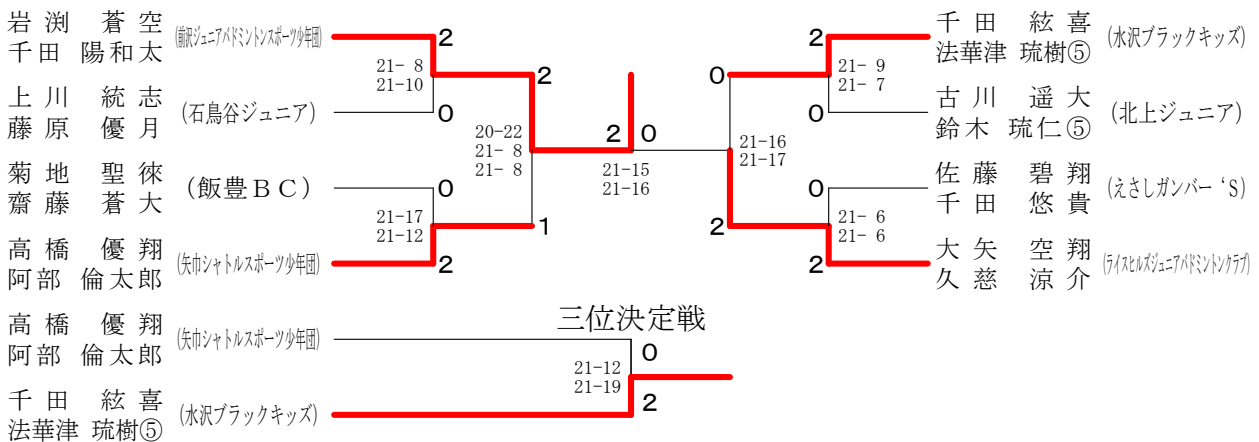 岩渕 蒼空
千田 陽和太
(前沢ジュニアバドミントンスポーツ少年団)
2
21- 8
21-10
上川 統志
藤原 優月
(石鳥谷ジュニア)
0
2
20-22
21- 8
21- 8
菊地 聖徠
齋藤 蒼大
(飯豊BC)
0
21-17
21-12
1
高橋 優翔
阿部 倫太郎
(矢巾シャトルスポーツ少年団)
2
2 0
21-15
21-16
千田 絃喜
法華津 琉樹⑤
(水沢ブラックキッズ)
2
0
21- 9
21- 7
古川 遥大
鈴木 琉仁⑤
(北上ジュニア)
0
21-16
21-17
佐藤 碧翔
千田 悠貴
(えさしガンバー‘S)
0
2
21- 6
21- 6
大矢 空翔
久慈 涼介
(ライスヒルズジュニアバドミントンクラブ)
2
三位決定戦
高橋 優翔
阿部 倫太郎
(矢巾シャトルスポーツ少年団)
0
21-12
21-19
千田 絃喜
法華津 琉樹⑤
(水沢ブラックキッズ)
2